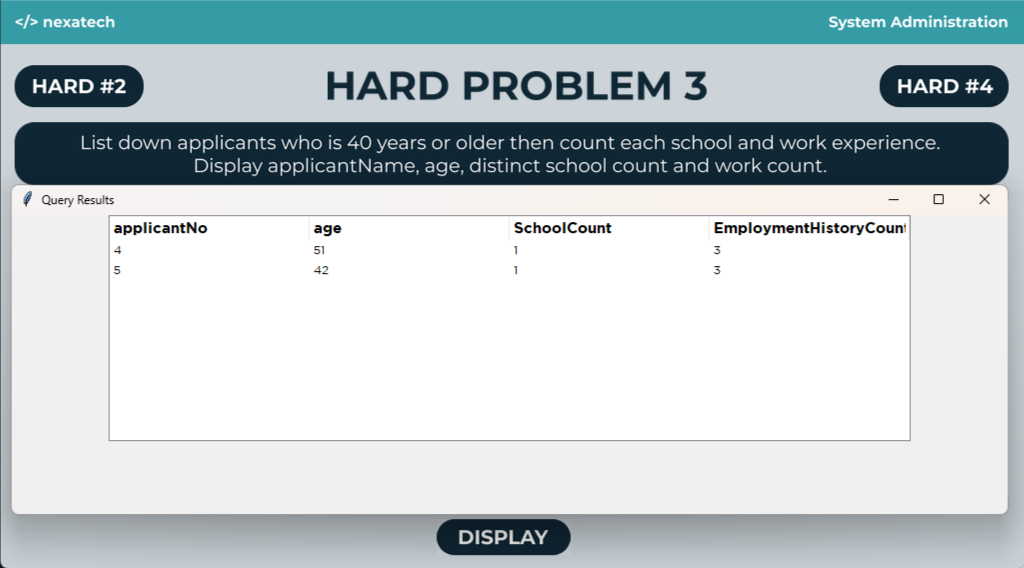 </> nexatech
System Administration
HARD #2
HARD PROBLEM 3
HARD #4
List down applicants who is 40 years or older then count each school and work experience.
Display applicantName, age, distinct school count and work count.
Query Results
applicantNo age SchoolCount EmploymentHistoryCount
4 51 1 3
5 42 1 3
DISPLAY